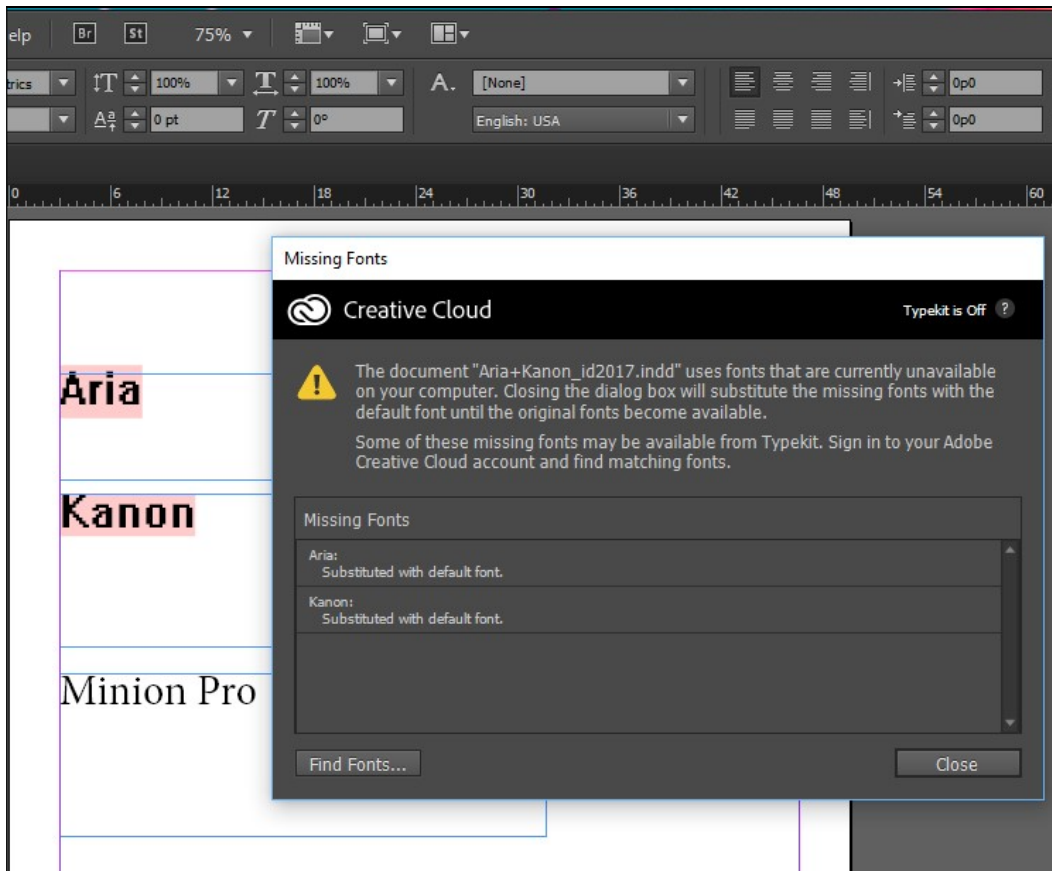 elp Br St 75%
trics 100% 100% A. [None] 0p0
0 pt 0° English: USA 0p0
0 6 12 18 24 30 36 42 48 54 60
Missing Fonts
Creative Cloud Typekit is Off ?
The document "Aria+Kanon_id2017.indd" uses fonts that are currently unavailable
on your computer. Closing the dialog box will substitute the missing fonts with the
default font until the original fonts become available.
Some of these missing fonts may be available from Typekit. Sign in to your Adobe
Creative Cloud account and find matching fonts.
Missing Fonts
Aria:
Substituted with default font.
Kanon:
Substituted with default font.
Find Fonts... Close
Aria
Kanon
Minion Pro